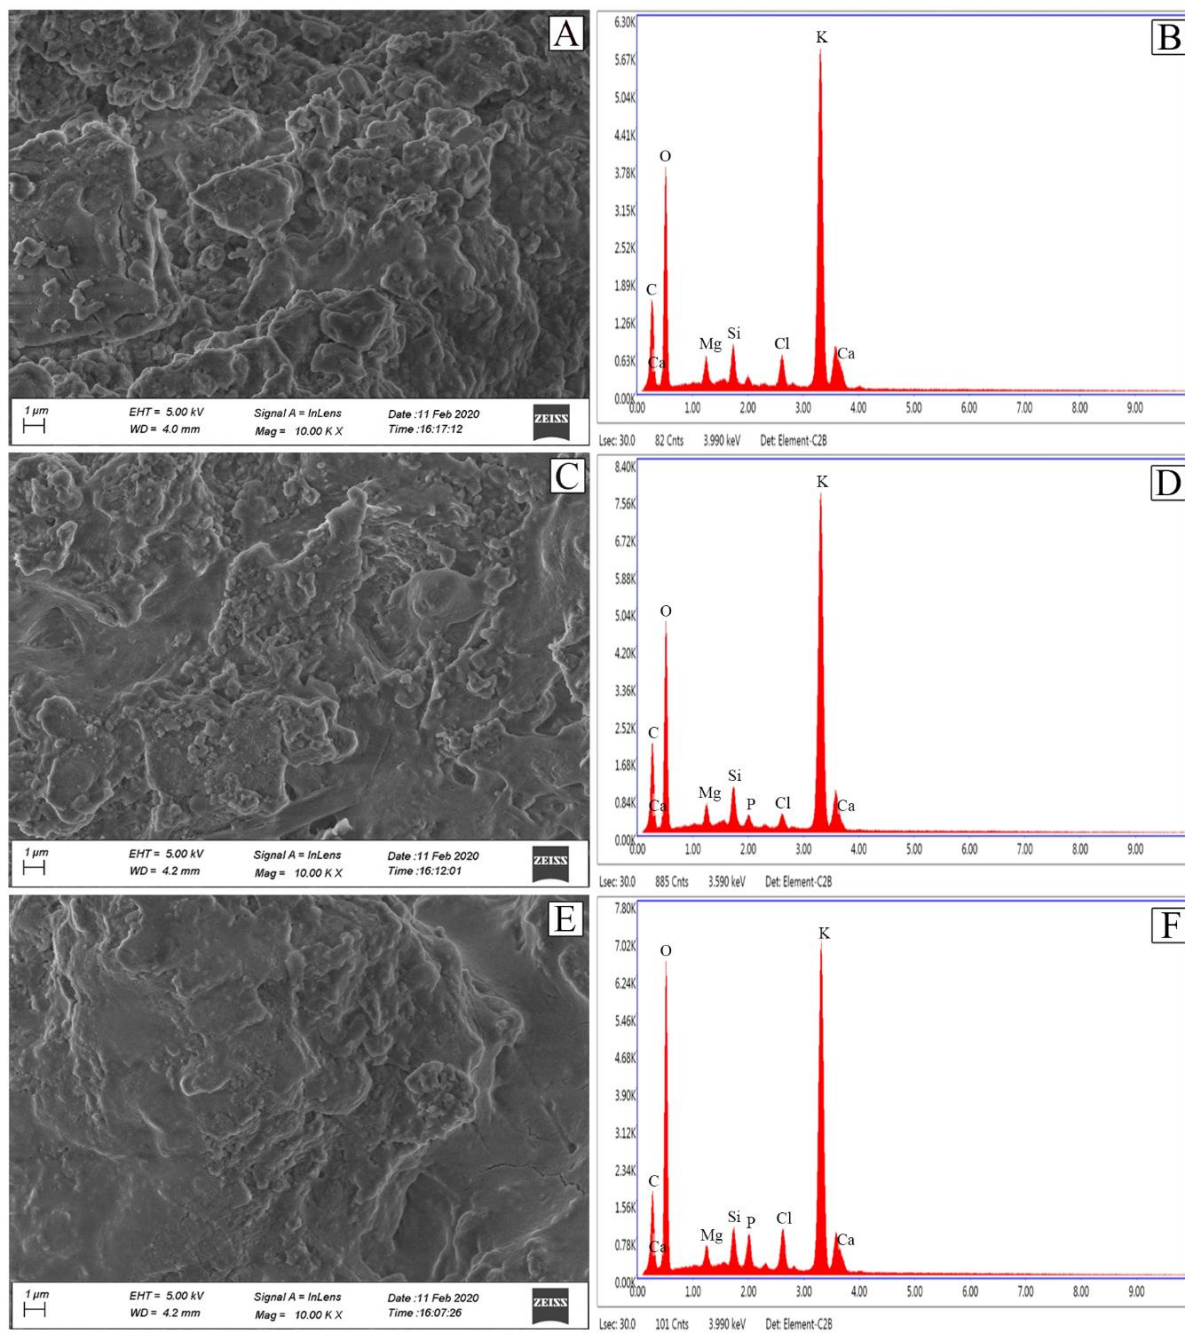 A
1 µm
EHT = 5.00 kV
Signal A = InLens
Date :11 Feb 2020
WD = 4.0 mm
Mag = 10.00 K X
Time :16:17:12
ZEISS
B
6.30K
5.67K
5.04K
4.41K
3.78K
3.15K
2.52K
1.89K
1.26K
0.63K
0.00K
K
O
C
Ca
Mg
Si
Cl
Ca
0.00 1.00 2.00 3.00 4.00 5.00 6.00 7.00 8.00 9.00
Lsec: 30.0 82 Cnts 3.990 keV Det: Element-C2B
C
1 µm
EHT = 5.00 kV
Signal A = InLens
Date :11 Feb 2020
WD = 4.2 mm
Mag = 10.00 K X
Time :16:12:01
ZEISS
D
8.40K
7.56K
6.72K
5.88K
5.04K
4.20K
3.36K
2.52K
1.68K
0.84K
0.00K
K
O
C
Ca
Mg
Si
P
Cl
Ca
0.00 1.00 2.00 3.00 4.00 5.00 6.00 7.00 8.00 9.00
Lsec: 30.0 885 Cnts 3.590 keV Det: Element-C2B
E
1 µm
EHT = 5.00 kV
Signal A = InLens
Date :11 Feb 2020
WD = 4.2 mm
Mag = 10.00 K X
Time :16:07:26
ZEISS
F
7.80K
7.02K
6.24K
5.46K
4.68K
3.90K
3.12K
2.34K
1.56K
0.78K
0.00K
K
O
C
Ca
Mg
Si
P
Cl
Ca
0.00 1.00 2.00 3.00 4.00 5.00 6.00 7.00 8.00 9.00
Lsec: 30.0 101 Cnts 3.990 keV Det: Element-C2B